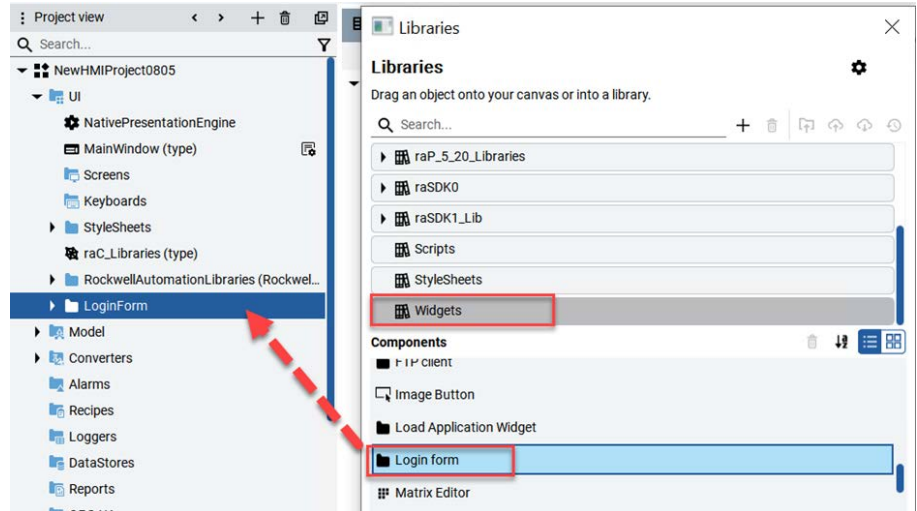 Project view
Search...
NewHMIProject0805
UI
NativePresentationEngine
MainWindow (type)
Screens
Keyboards
StyleSheets
raC_Libraries (type)
RockwellAutomationLibraries (Rockwel...
LoginForm
Model
Converters
Alarms
Recipes
Loggers
DataStores
Reports
Libraries
Libraries
Drag an object onto your canvas or into a library.
Search...
raP_5_20_Libraries
raSDK0
raSDK1_Lib
Scripts
StyleSheets
Widgets
Components
FTP client
Image Button
Load Application Widget
Login form
Matrix Editor